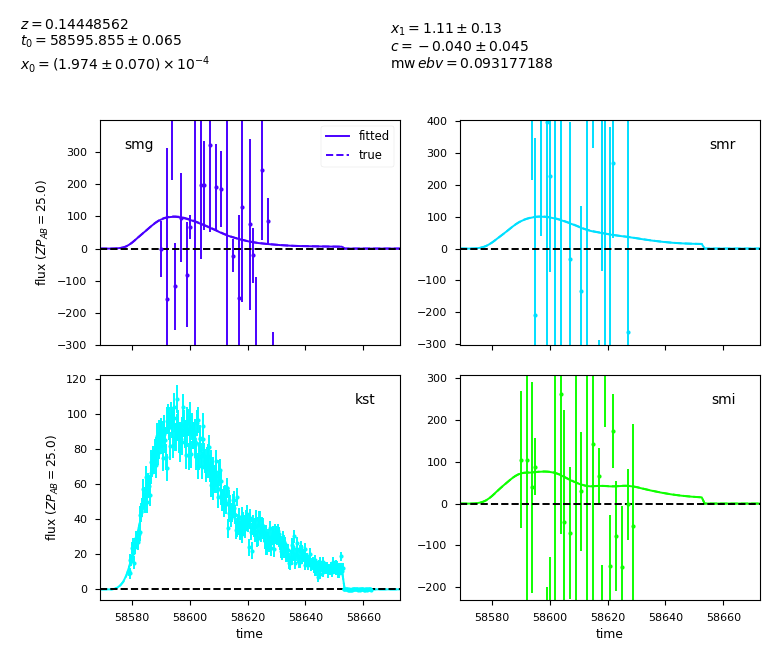 z = 0.14448562
t₀ = 58595.855 ± 0.065
x₀ = (1.974 ± 0.070) × 10⁻⁴
x₁ = 1.11 ± 0.13
c = −0.040 ± 0.045
mw ebv = 0.093177188
smg
fitted
true
300
200
100
0
−100
−200
−300
flux (ZP_AB = 25.0)
smr
400
300
200
100
0
−100
−200
−300
kst
120
100
80
60
40
20
0
flux (ZP_AB = 25.0)
58580 58600 58620 58640 58660
time
smi
300
200
100
0
−100
−200
58580 58600 58620 58640 58660
time